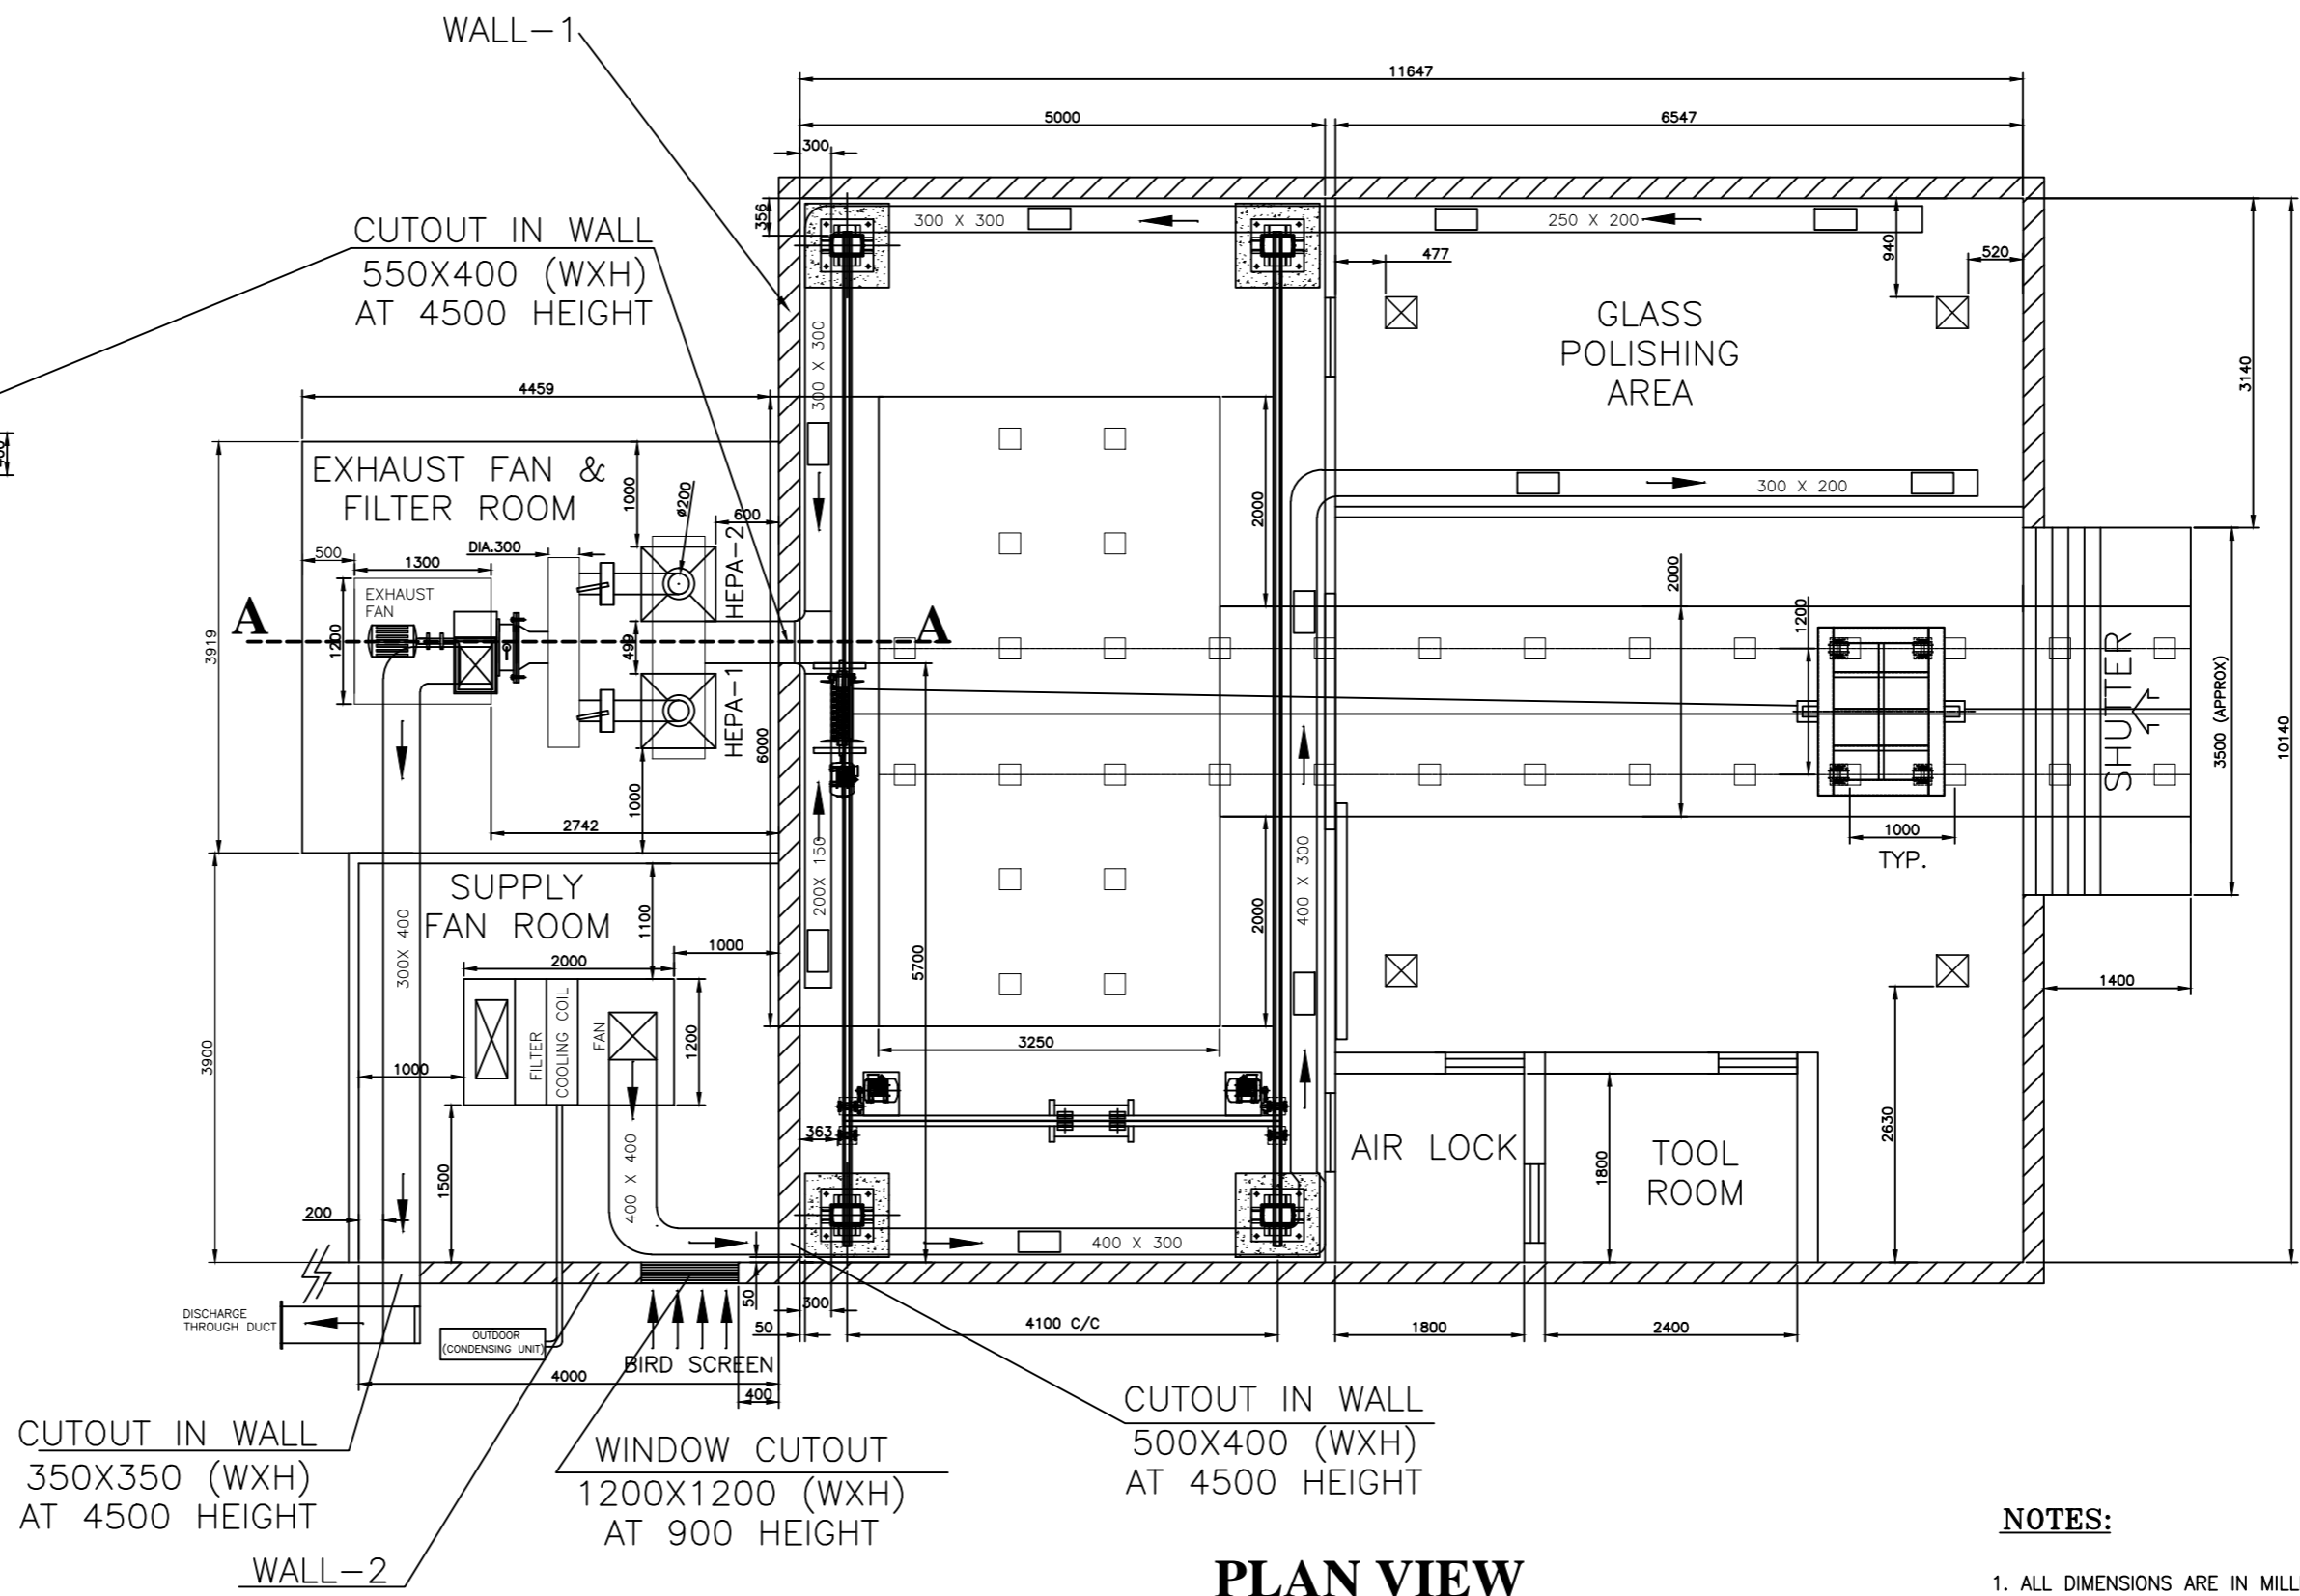 WALL-1
11647
5000
6547
300
CUTOUT IN WALL
550X400 (WXH)
AT 4500 HEIGHT
356
300 X 300
250 X 200
477
940
520
GLASS
POLISHING
AREA
3140
300 X 300
4459
EXHAUST FAN &
FILTER ROOM
1000
ø200
600
2000
300 X 200
500
1300
DIA.300
HEPA-2
EXHAUST
FAN
A
A
3919
1200
499
HEPA-1
6000
2000
1200
SHUTTER
3500 (APPROX)
10140
1000
2742
200X 150
5700
2000
400 X 300
1000
TYP.
SUPPLY
FAN ROOM
300X 400
1100
1000
2000
1400
3900
1000
FILTER
COOLING COIL
FAN
1200
3250
363
AIR LOCK
1800
TOOL
ROOM
2630
1500
400 X 400
200
400 X 300
50
300
50
4100 C/C
1800
2400
DISCHARGE
THROUGH DUCT
OUTDOOR
(CONDENSING UNIT)
BIRD SCREEN
4000
400
CUTOUT IN WALL
350X350 (WXH)
AT 4500 HEIGHT
WINDOW CUTOUT
1200X1200 (WXH)
AT 900 HEIGHT
CUTOUT IN WALL
500X400 (WXH)
AT 4500 HEIGHT
WALL-2
PLAN VIEW
NOTES:
1. ALL DIMENSIONS ARE IN MILL